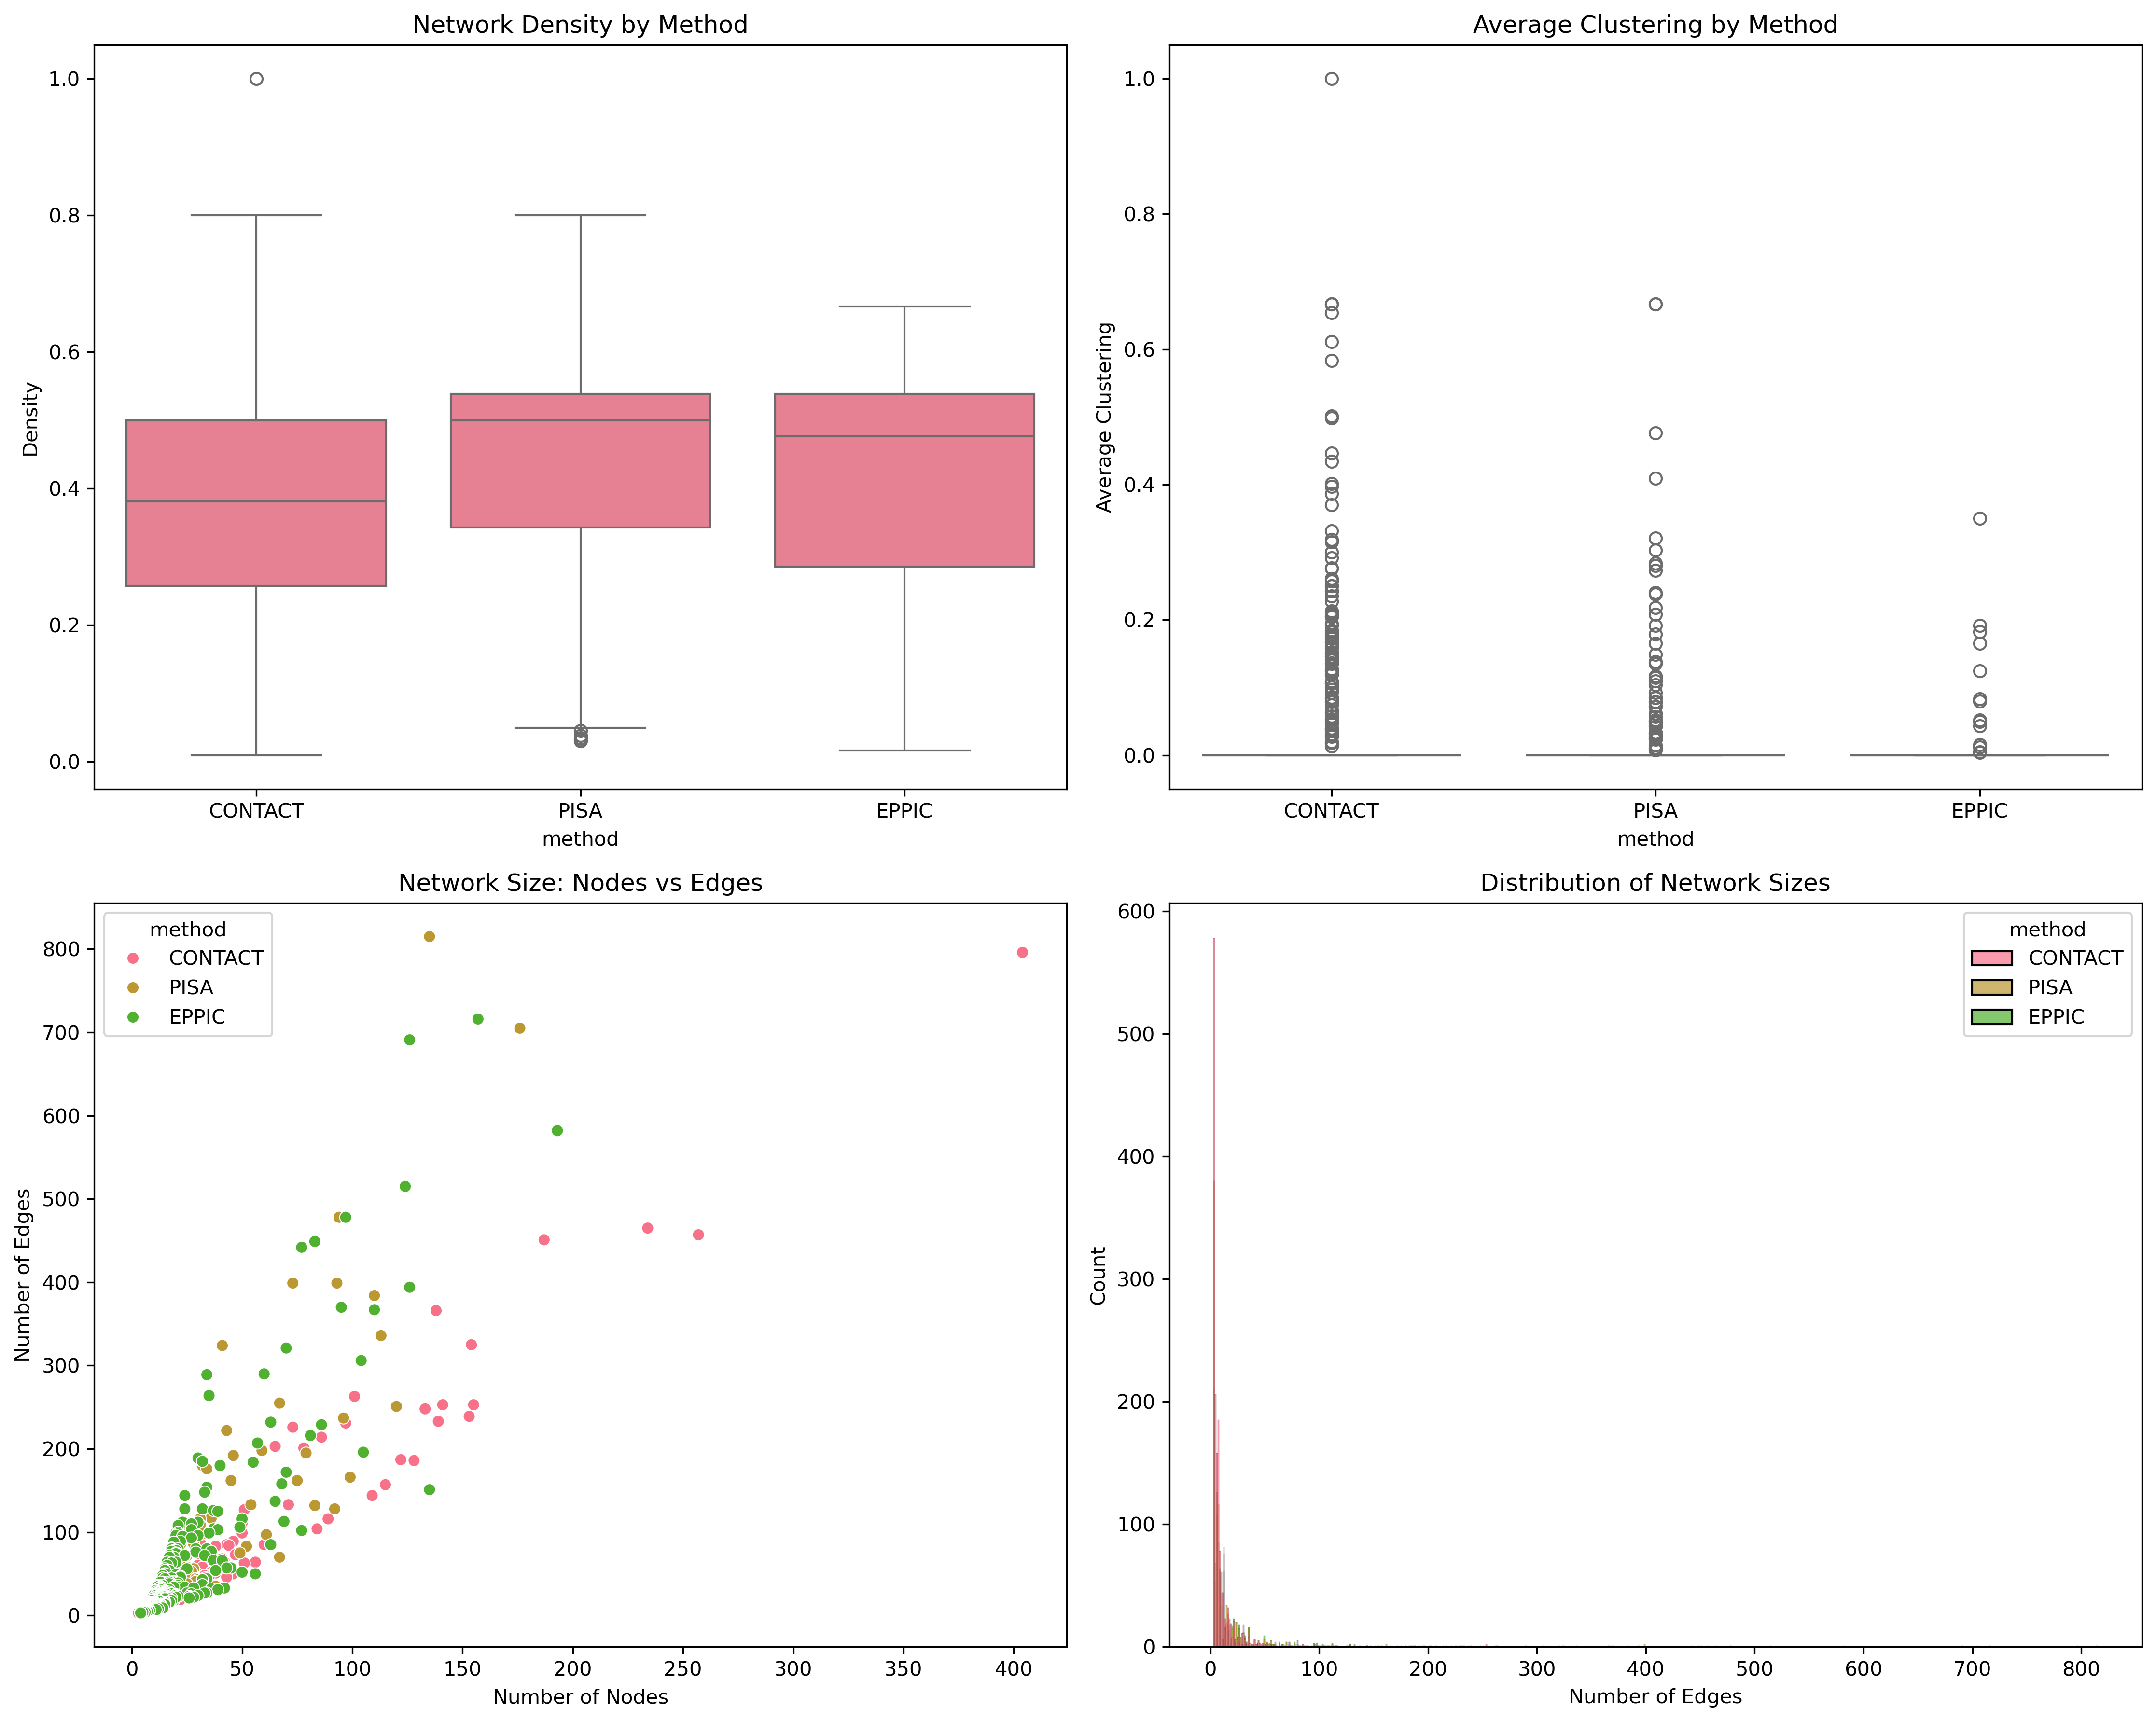 Network Density by Method
1.0
0.8
0.6
0.4
0.2
0.0
Density
CONTACT PISA EPPIC
method
Average Clustering by Method
1.0
0.8
0.6
0.4
0.2
0.0
Average Clustering
CONTACT PISA EPPIC
method
Network Size: Nodes vs Edges
method
CONTACT
PISA
EPPIC
800
700
600
500
400
300
200
100
0
Number of Edges
0 50 100 150 200 250 300 350 400
Number of Nodes
Distribution of Network Sizes
method
CONTACT
PISA
EPPIC
600
500
400
300
200
100
0
Count
0 100 200 300 400 500 600 700 800
Number of Edges